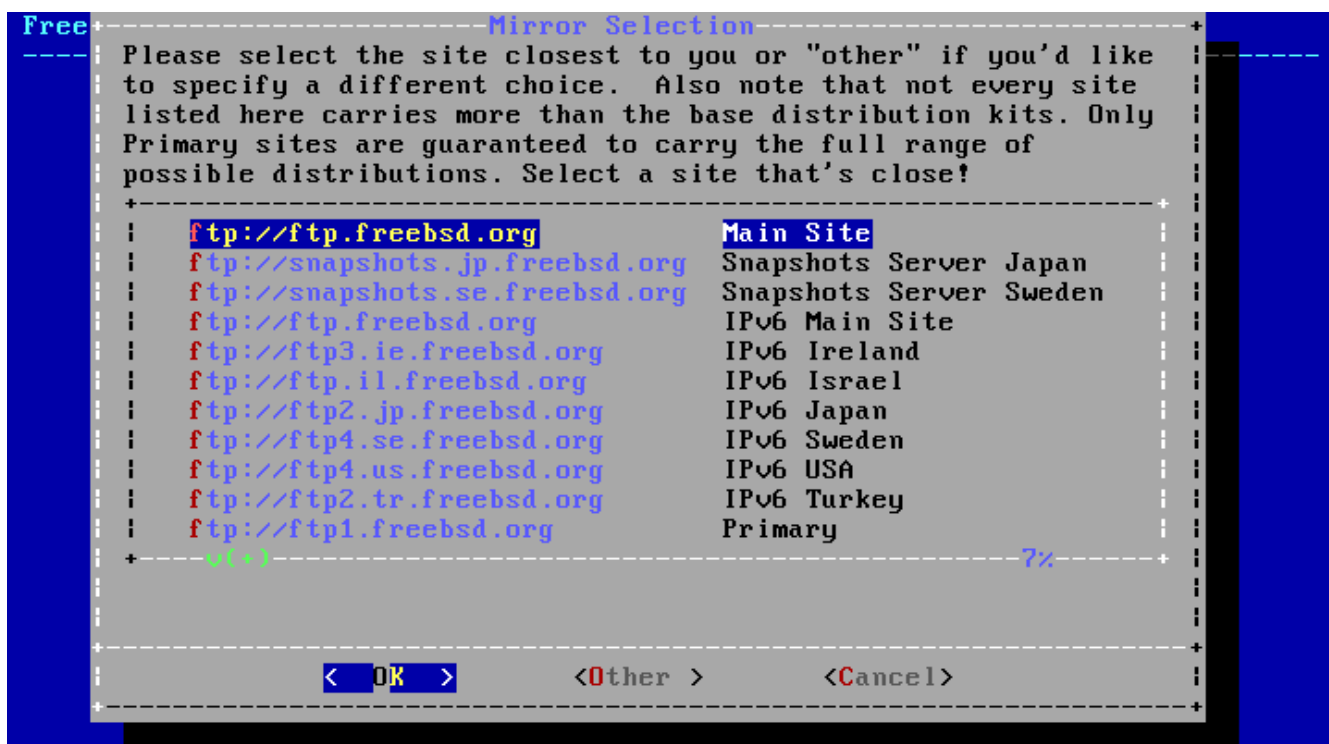 Free
Mirror Selection
Please select the site closest to you or "other" if you'd like
to specify a different choice.  Also note that not every site
listed here carries more than the base distribution kits. Only
Primary sites are guaranteed to carry the full range of
possible distributions. Select a site that's close!
ftp://ftp.freebsd.org Main Site
ftp://snapshots.jp.freebsd.org Snapshots Server Japan
ftp://snapshots.se.freebsd.org Snapshots Server Sweden
ftp://ftp.freebsd.org IPv6 Main Site
ftp://ftp3.ie.freebsd.org IPv6 Ireland
ftp://ftp.il.freebsd.org IPv6 Israel
ftp://ftp2.jp.freebsd.org IPv6 Japan
ftp://ftp4.se.freebsd.org IPv6 Sweden
ftp://ftp4.us.freebsd.org IPv6 USA
ftp://ftp2.tr.freebsd.org IPv6 Turkey
ftp://ftp1.freebsd.org Primary
v(+) 7%
<  OK  > <Other > <Cancel>